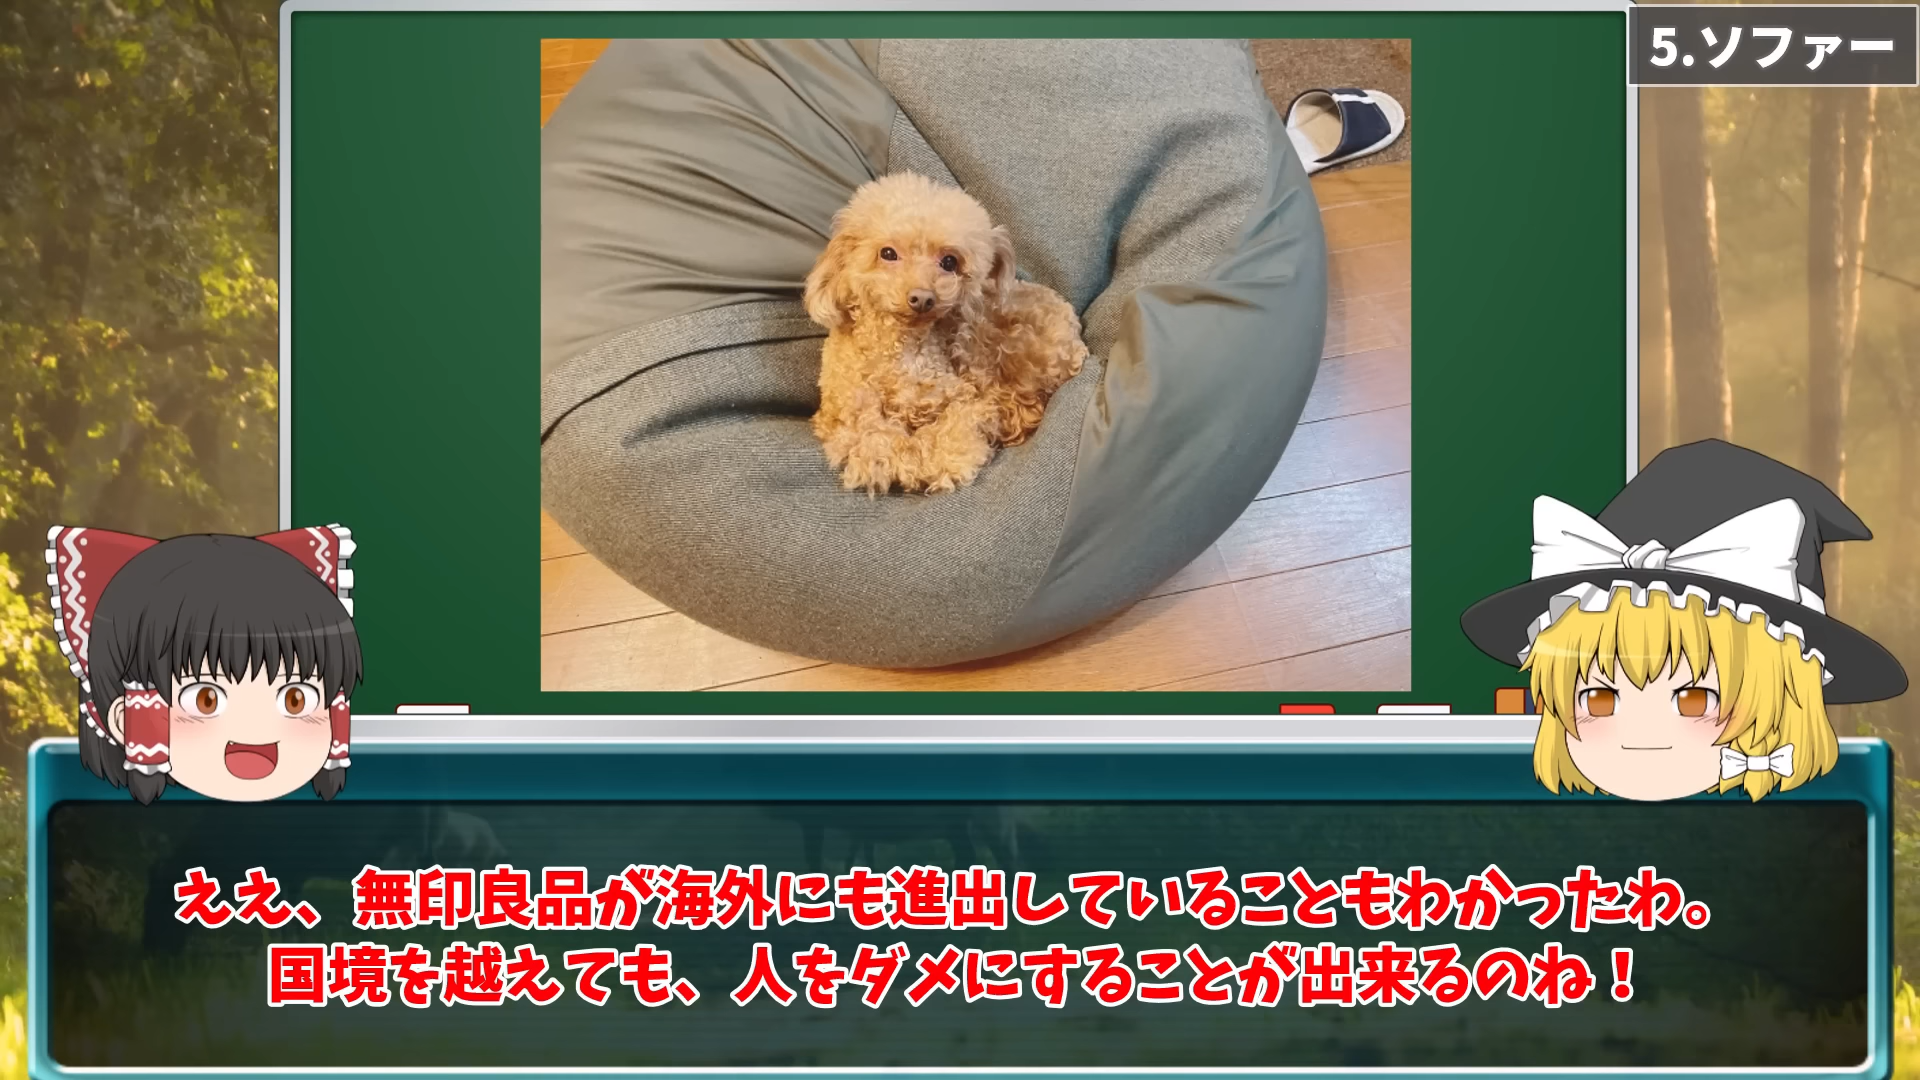 5.ソファー
ええ、無印良品が海外にも進出していることもわかったわ。
国境を越えても、人をダメにすることが出来るのね！